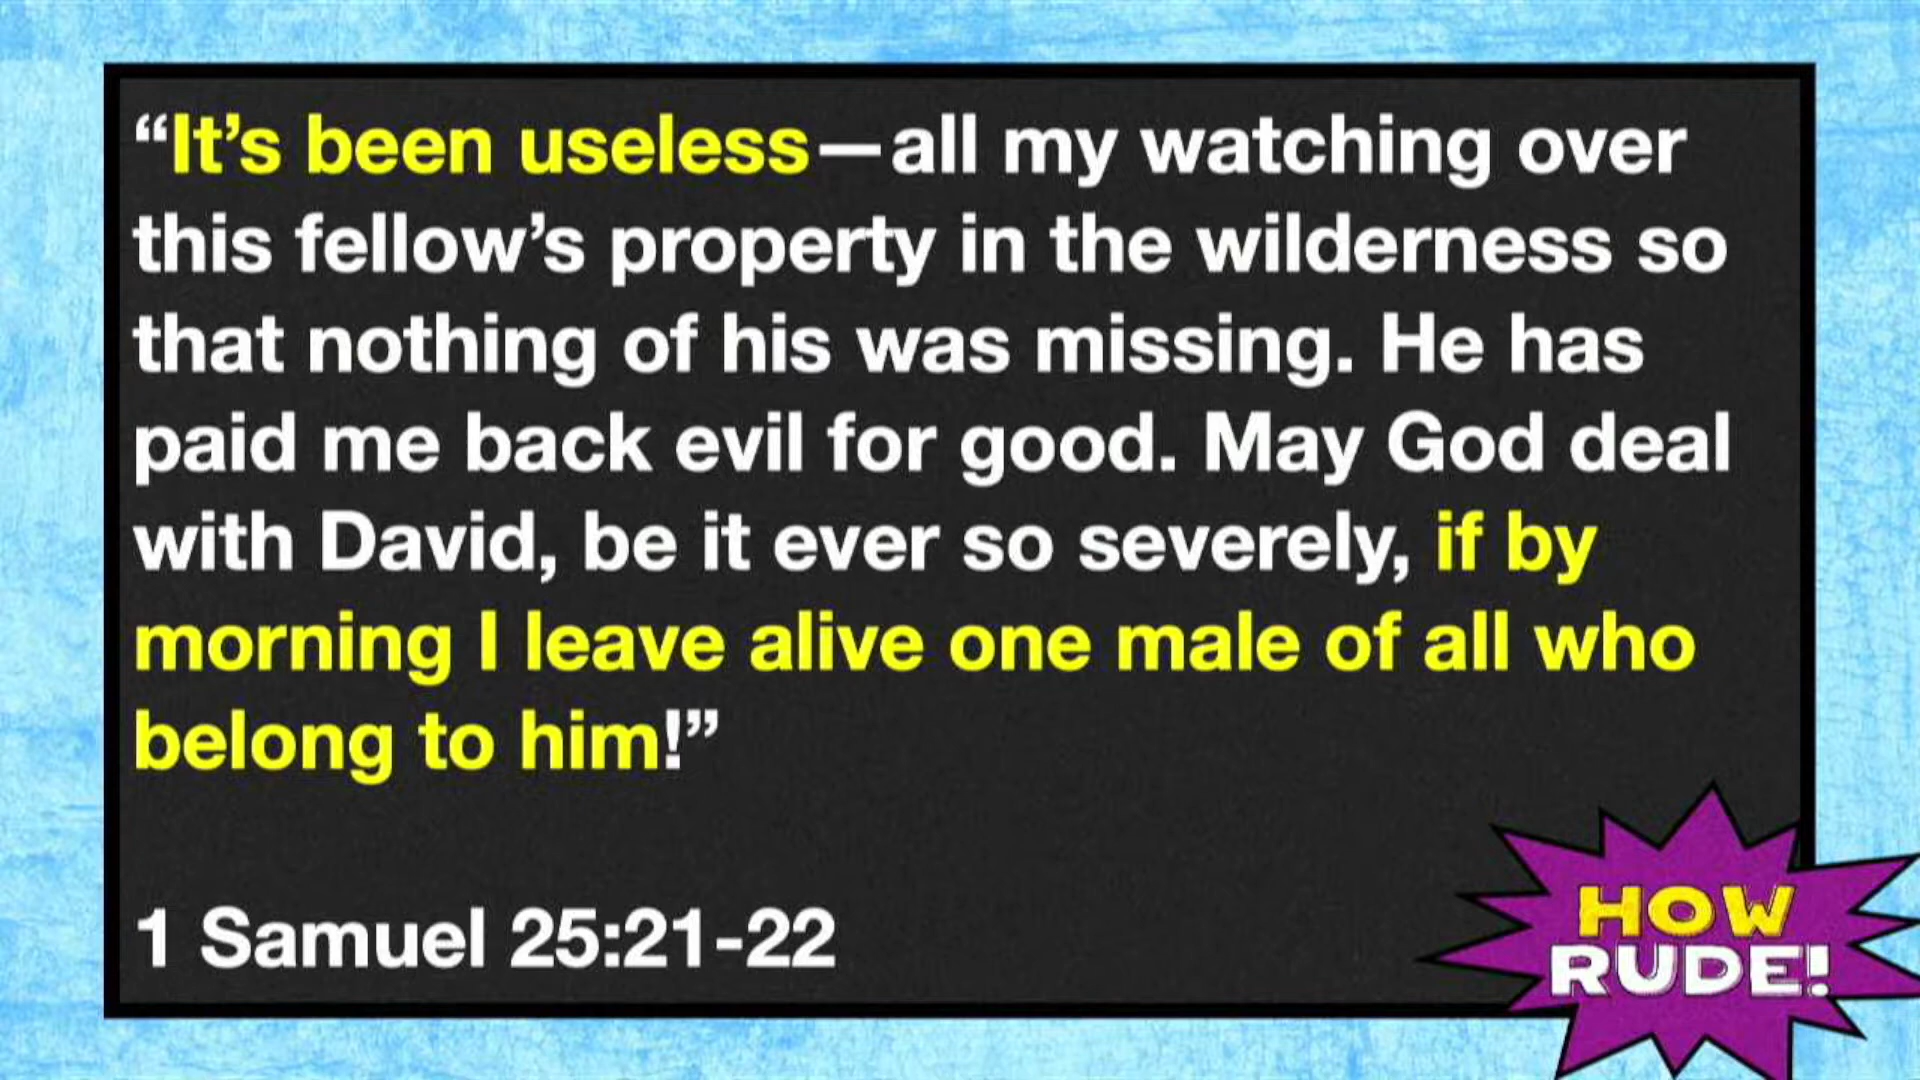 “It’s been useless—all my watching over
this fellow’s property in the wilderness so
that nothing of his was missing. He has
paid me back evil for good. May God deal
with David, be it ever so severely, if by
morning I leave alive one male of all who
belong to him!”
1 Samuel 25:21-22
HOW
RUDE!